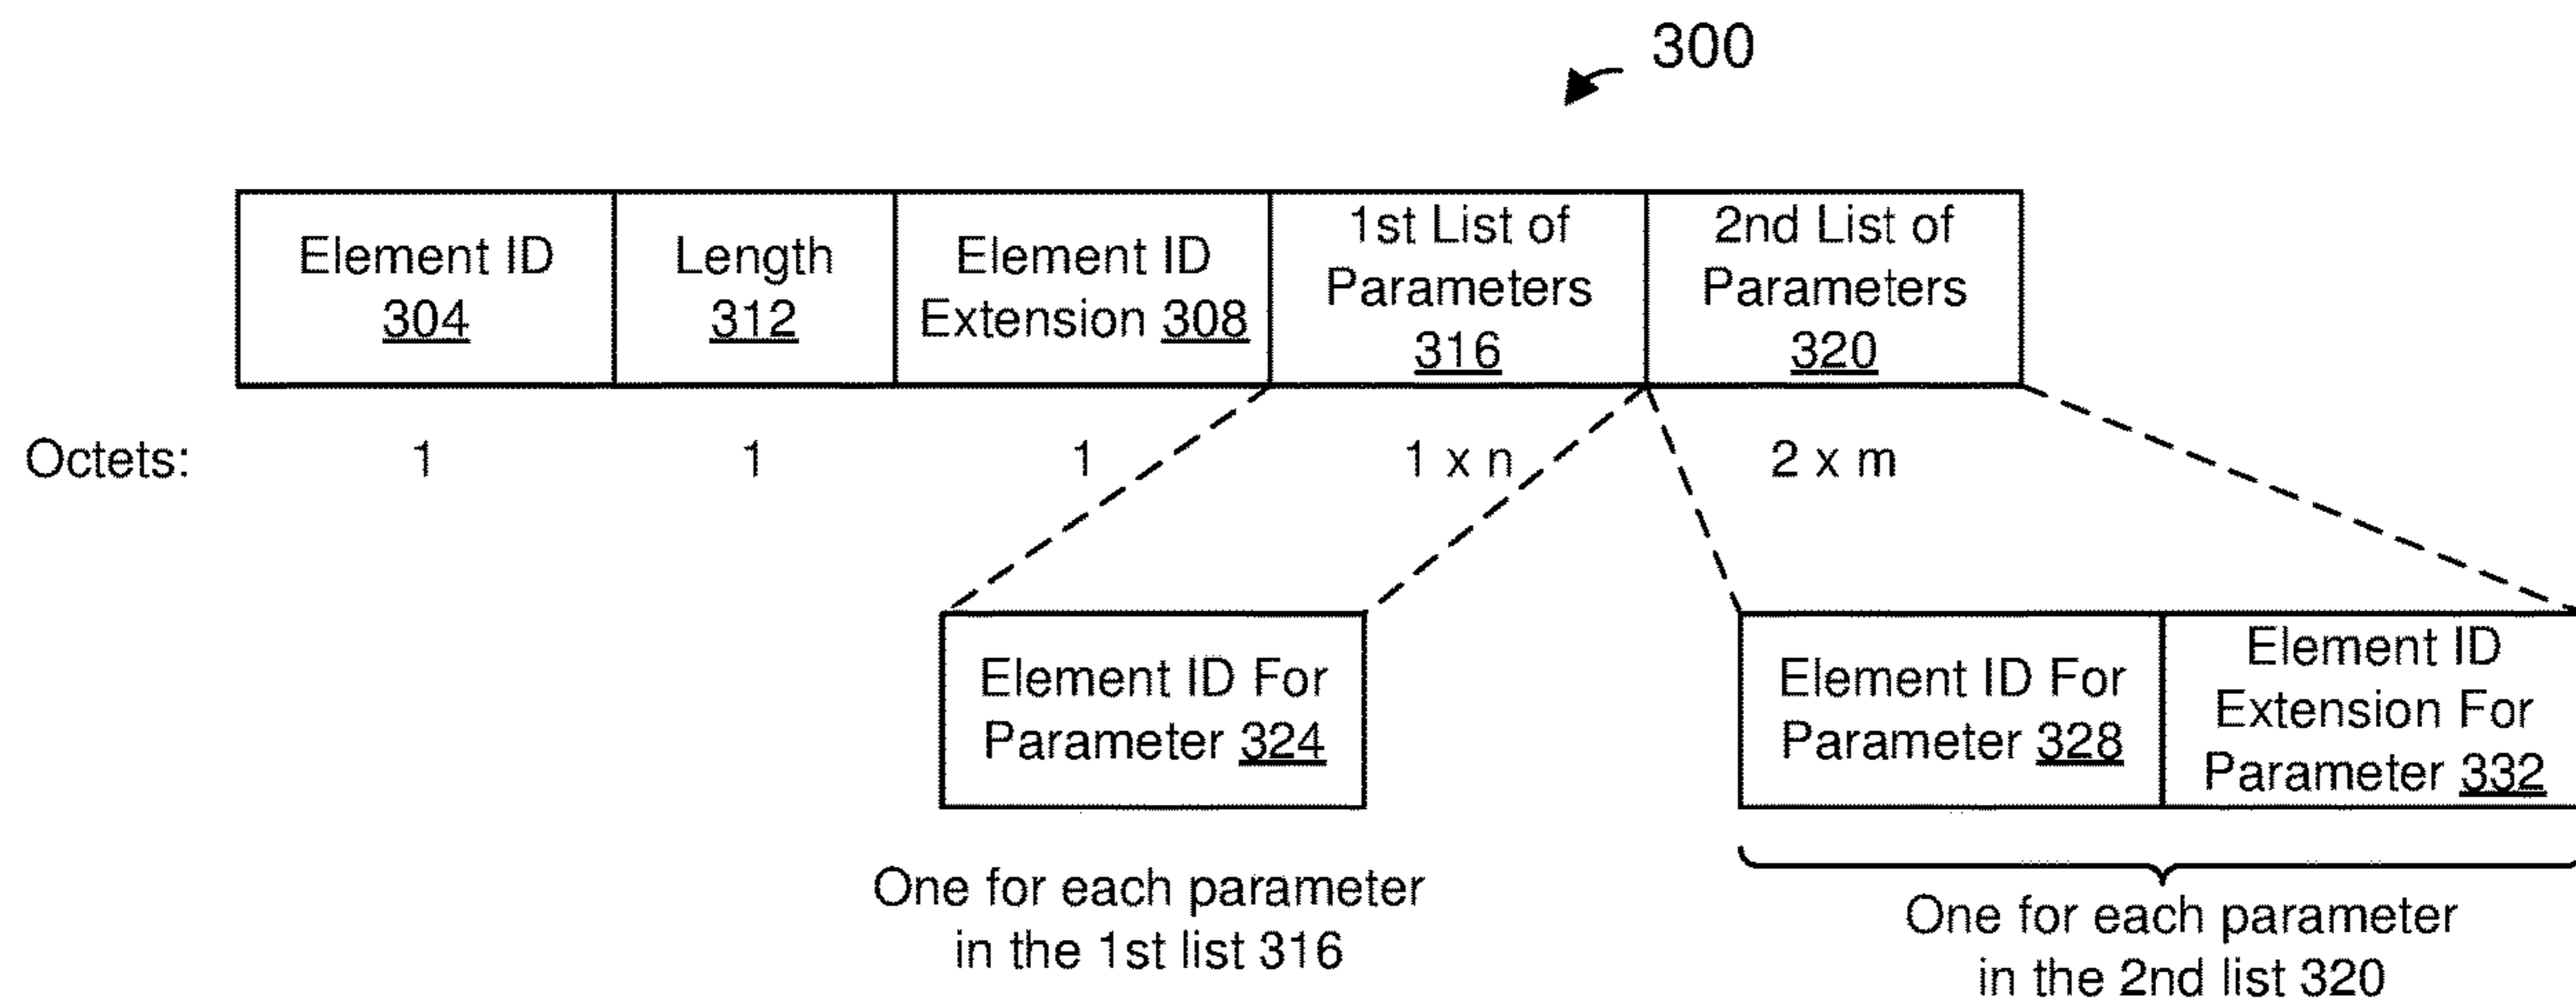 300
Element ID
304
Length
312
Element ID
Extension 308
1st List of
Parameters
316
2nd List of
Parameters
320
Octets: 1 1 1 1 x n 2 x m
Element ID For
Parameter 324
Element ID For
Parameter 328
Element ID
Extension For
Parameter 332
One for each parameter
in the 1st list 316
One for each parameter
in the 2nd list 320